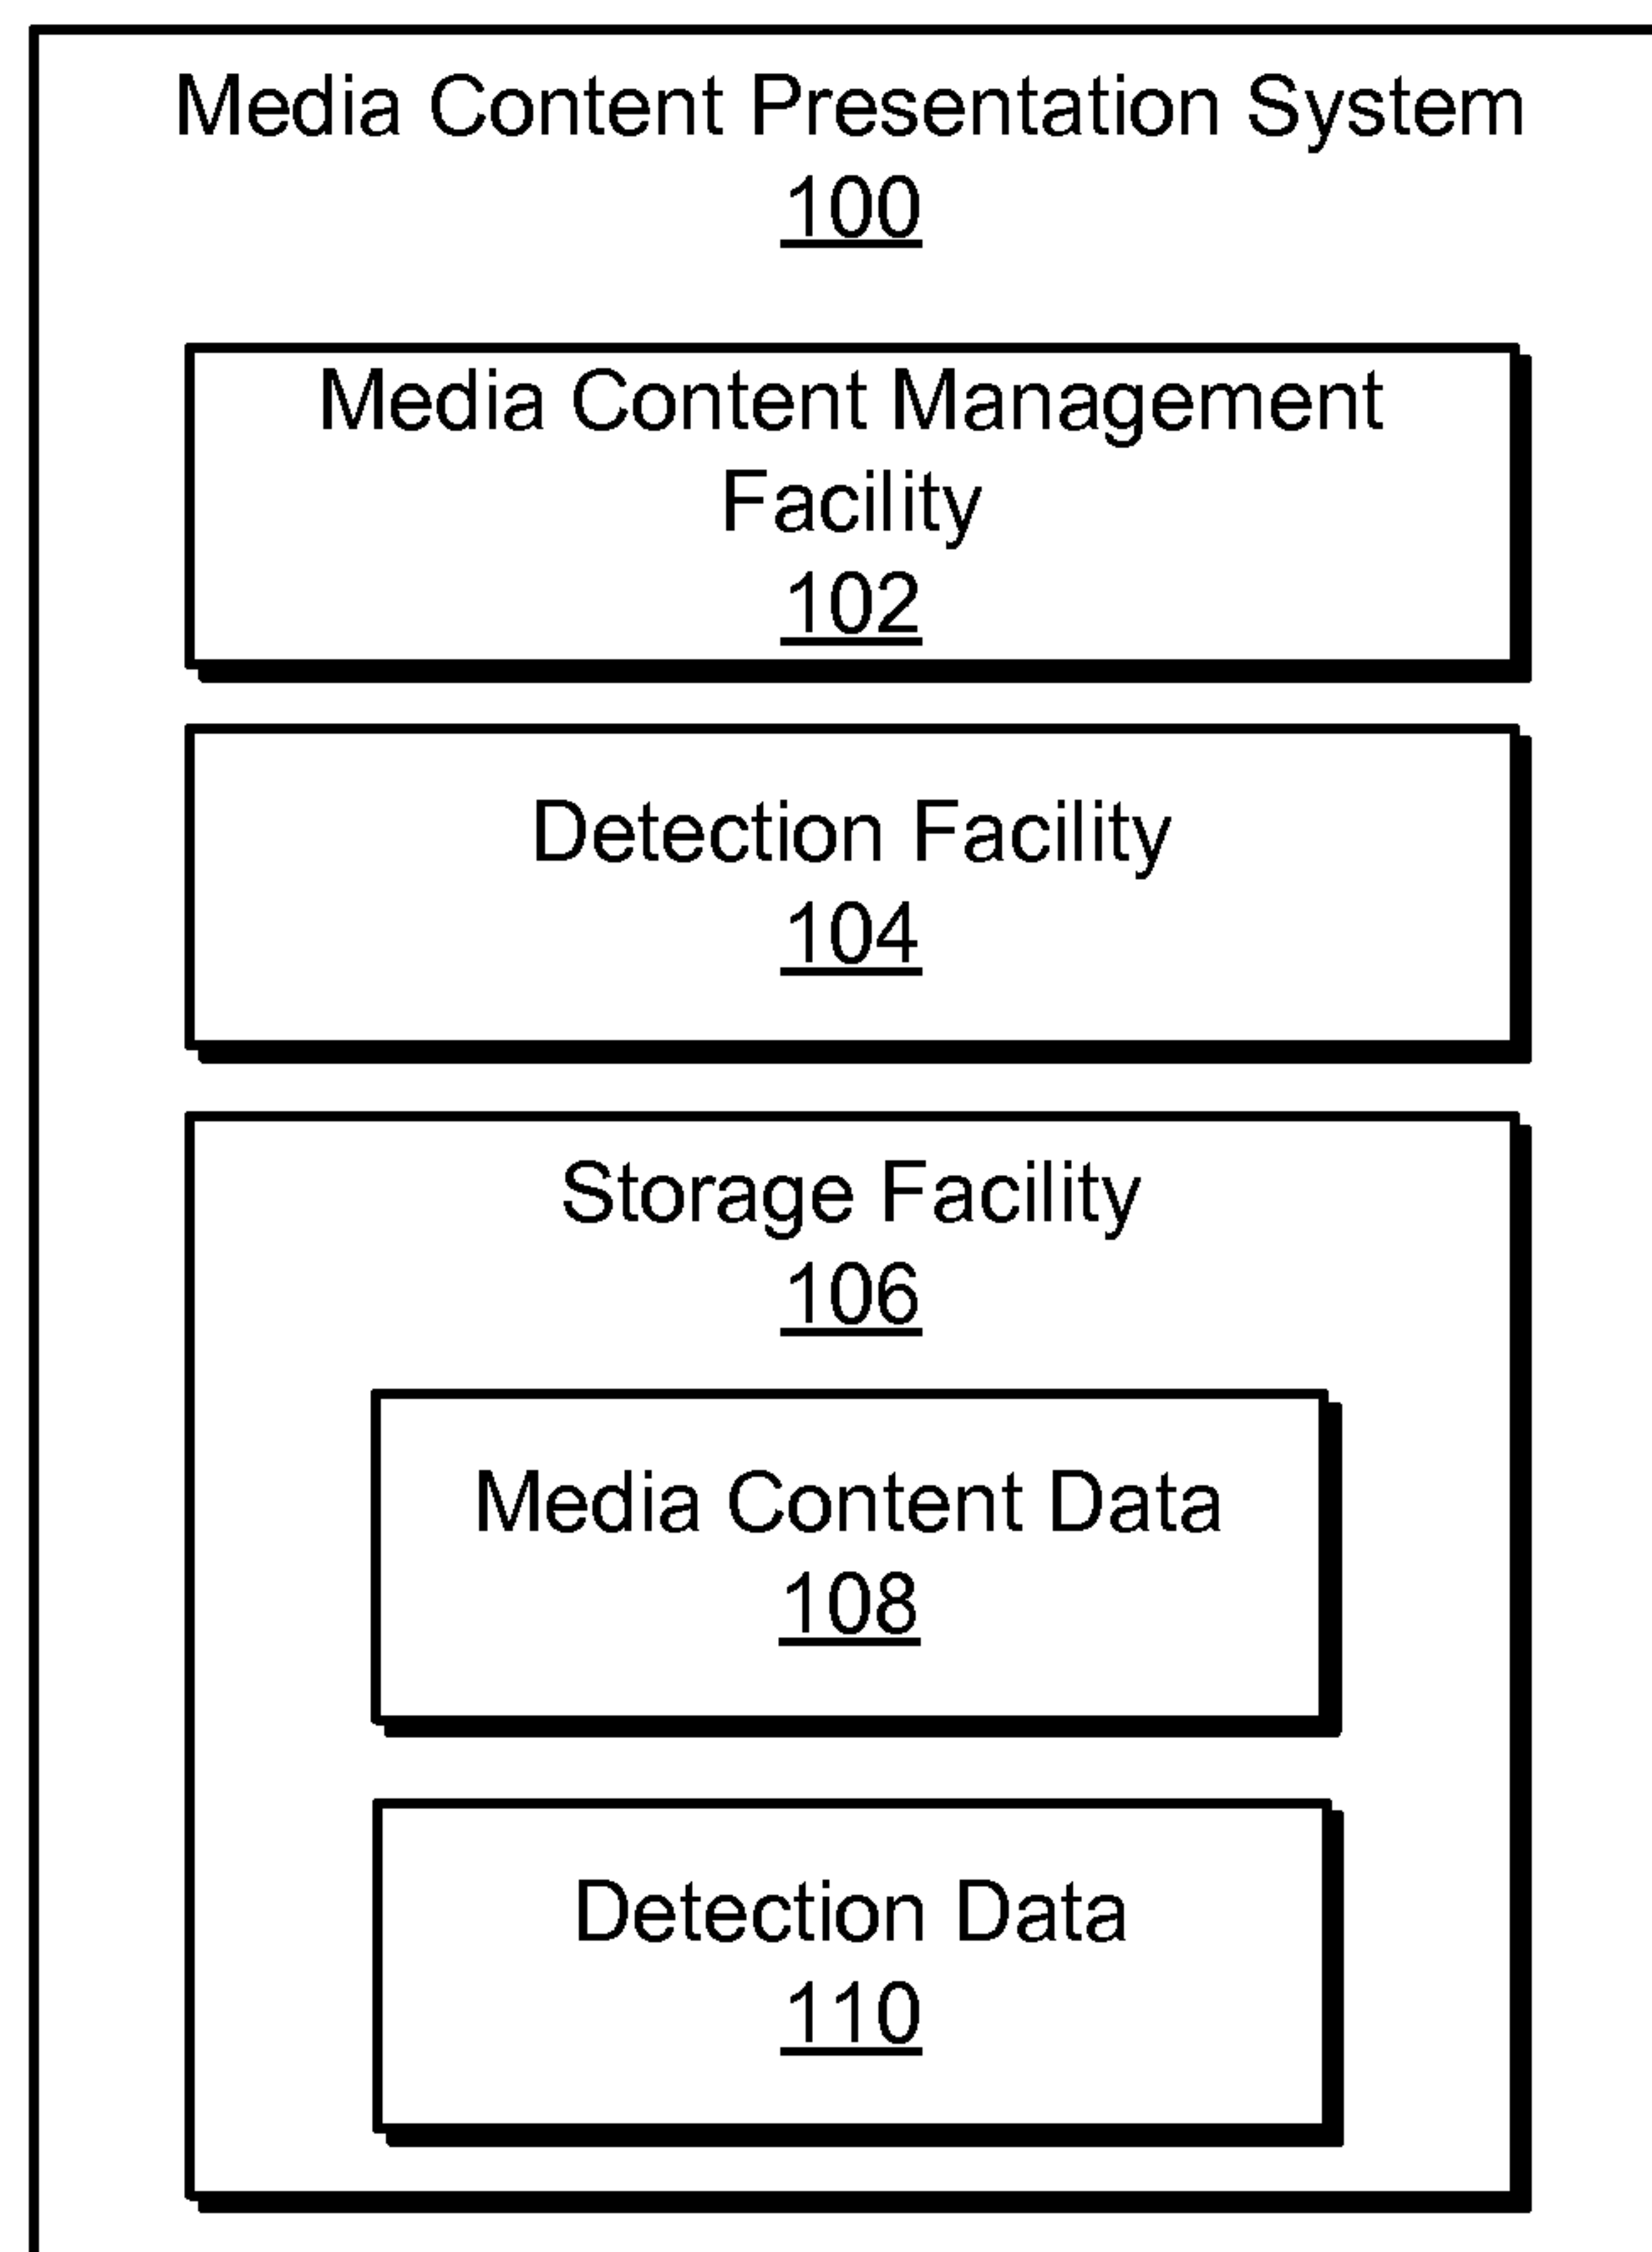 Media Content Presentation System
100
Media Content Management
Facility
102
Detection Facility
104
Storage Facility
106
Media Content Data
108
Detection Data
110